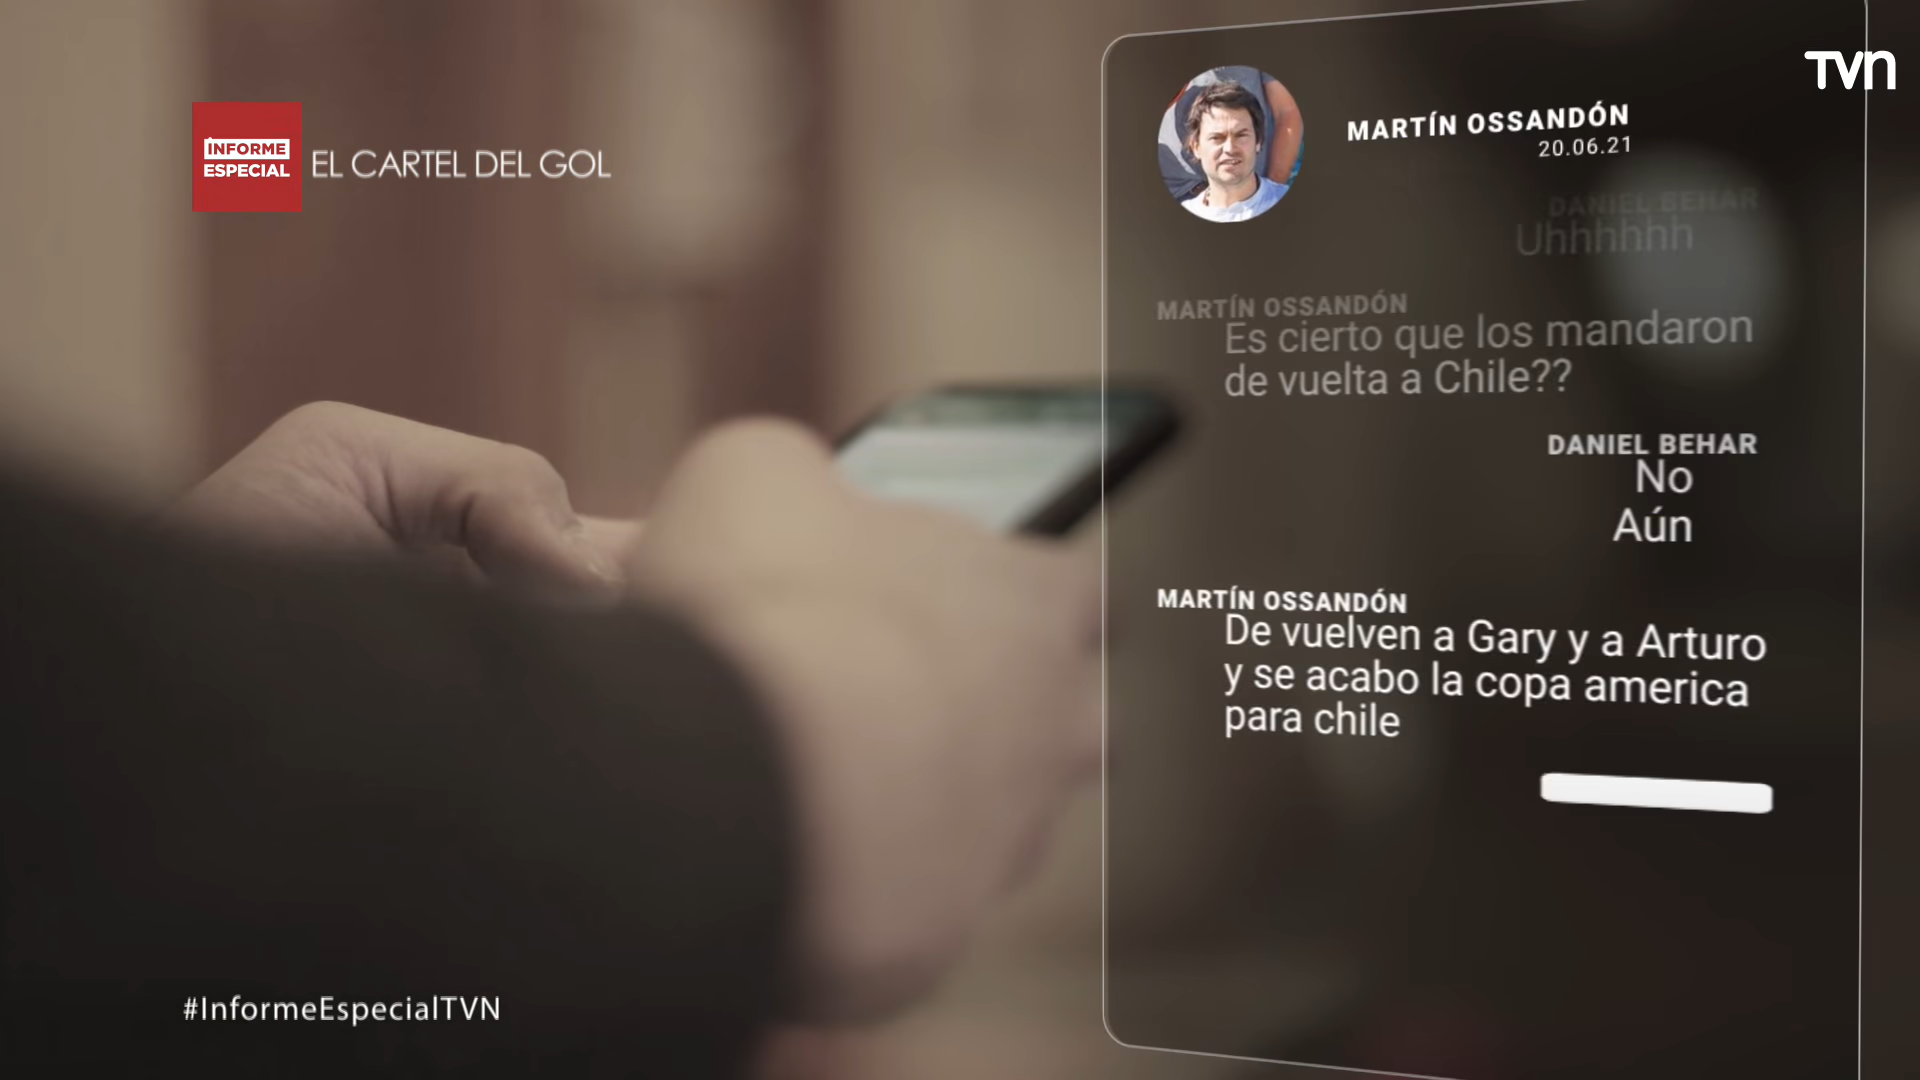 TVN
INFORME
ESPECIAL
EL CARTEL DEL GOL
MARTÍN OSSANDÓN
20.06.21
DANIEL BEHAR
Uhhhhhh
MARTÍN OSSANDÓN
Es cierto que los mandaron
de vuelta a Chile??
DANIEL BEHAR
No
Aún
MARTÍN OSSANDÓN
De vuelven a Gary y a Arturo
y se acabo la copa america
para chile
#InformeEspecialTVN